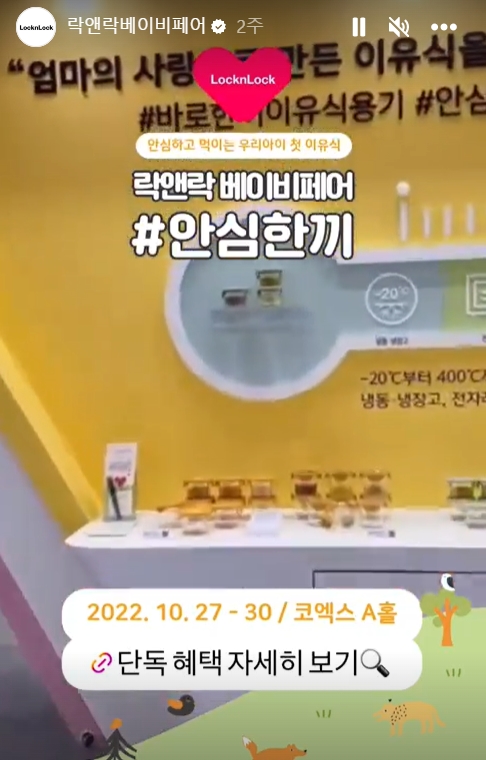 LocknLock
락앤락베이비페어
2주
"엄마의 사랑
만든 이유식을
LocknLock
#바로한
이유식용기 #안심
안심하고 먹이는 우리아이 첫 이유식
락앤락 베이비페어
#안심한끼
-20℃
-20℃부터 400℃
냉동·냉장고, 전자레
2022. 10. 27 - 30 / 코엑스 A홀
단독 혜택 자세히 보기